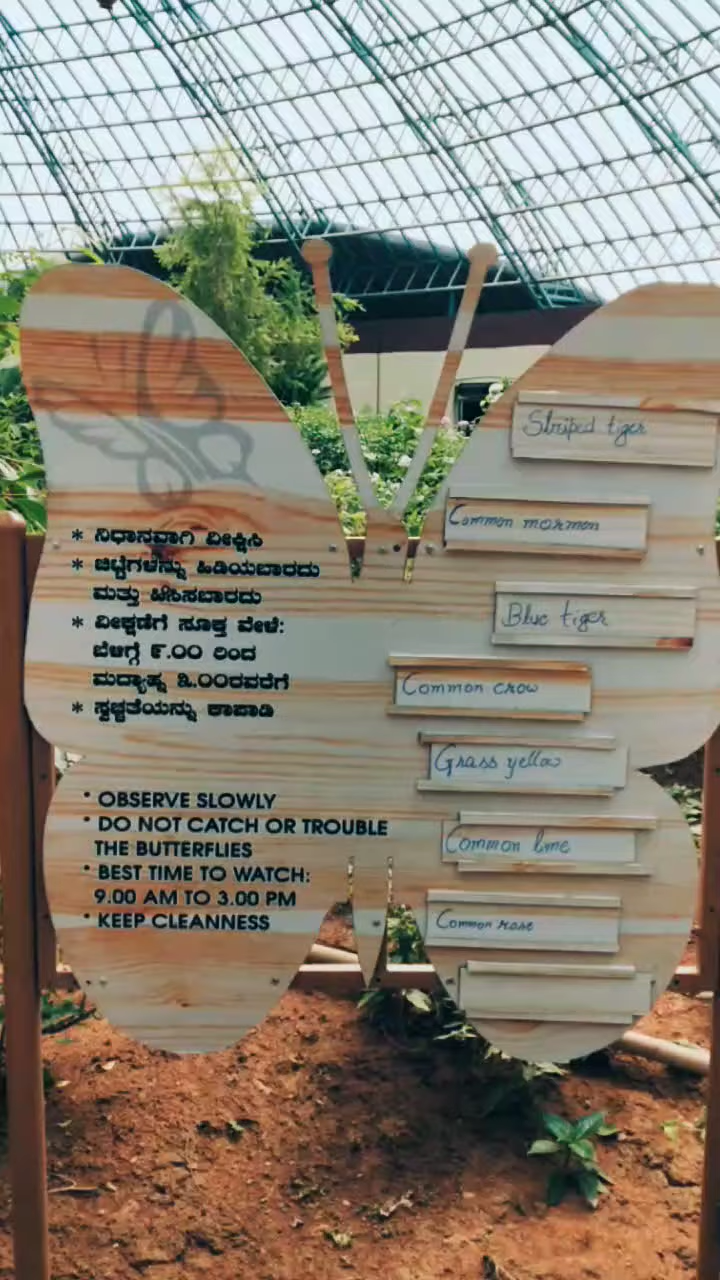 * ನಿಧಾನವಾಗಿ ವೀಕ್ಷಿಸಿ
* ಚಿಟ್ಟೆಗಳನ್ನು ಹಿಡಿಯಬಾರದು
ಮತ್ತು ಹಿಂಸಿಸಬಾರದು
* ವೀಕ್ಷಣೆಗೆ ಸೂಕ್ತ ವೇಳೆ:
ಬೆಳಗ್ಗೆ ೯.೦೦ ರಿಂದ
ಮಧ್ಯಾಹ್ನ ೩.೦೦ರವರೆಗೆ
* ಸ್ವಚ್ಛತೆಯನ್ನು ಕಾಪಾಡಿ
* OBSERVE SLOWLY
* DO NOT CATCH OR TROUBLE
THE BUTTERFLIES
* BEST TIME TO WATCH:
9.00 AM TO 3.00 PM
* KEEP CLEANNESS
Striped tiger
Common mormon
Blue tiger
Common crow
Grass yellow
Common lime
Common rose